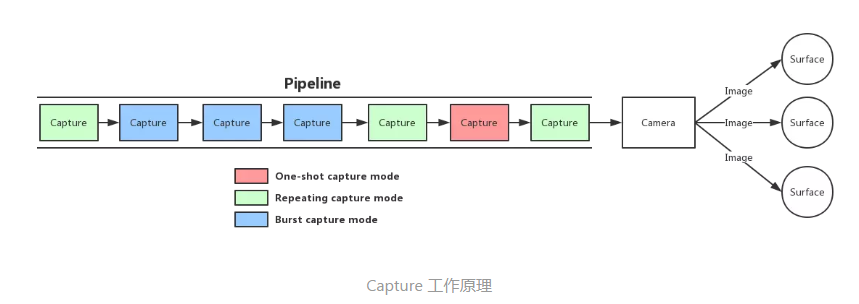 Pipeline
Capture Capture Capture Capture Capture Capture Capture Camera
Image Surface
Image Surface
Image Surface
One-shot capture mode
Repeating capture mode
Burst capture mode
Capture 工作原理